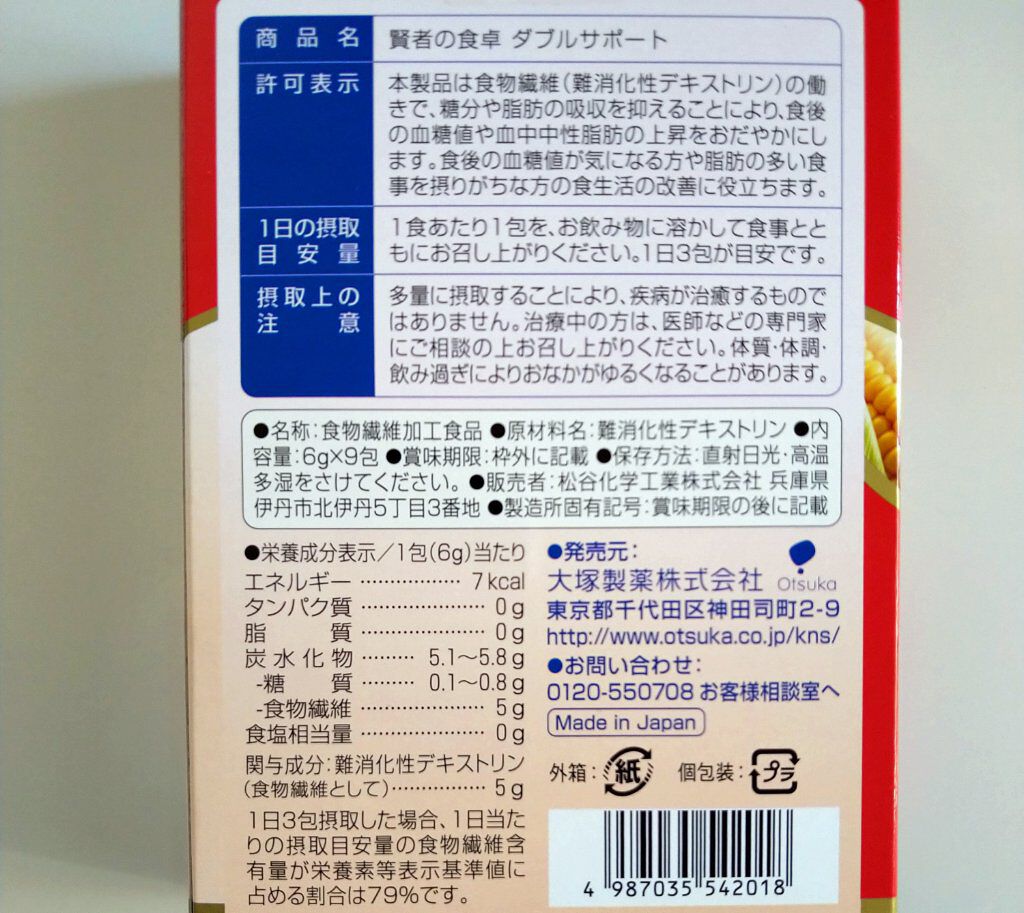 商品名 賢者の食卓 ダブルサポート
許可表示 本製品は食物繊維（難消化性デキストリン）の働
きで、糖分や脂肪の吸収を抑えることにより、食後
の血糖値や血中中性脂肪の上昇をおだやかにし
ます。食後の血糖値が気になる方や脂肪の多い食
事を摂りがちな方の食生活の改善に役立ちます。
1日の摂取
目安量
1食あたり1包を、お飲み物に溶かして食事とと
もにお召し上がりください。1日3包が目安です。
摂取上の
注意
多量に摂取することにより、疾病が治癒するもので
はありません。治療中の方は、医師などの専門家
にご相談の上お召し上がりください。体質・体調・
飲み過ぎによりおなかがゆるくなることがあります。
●名称：食物繊維加工食品 ●原材料名：難消化性デキストリン ●内
容量：6g×9包 ●賞味期限：枠外に記載 ●保存方法：直射日光・高温
多湿をさけてください。 ●販売者：松谷化学工業株式会社 兵庫県
伊丹市北伊丹5丁目3番地 ●製造所固有記号：賞味期限の後に記載
●栄養成分表示／1包(6g)当たり
エネルギー ……………… 7kcal
タンパク質 ………………… 0g
脂質 ………………… 0g
炭水化物 ……… 5.1～5.8g
-糖質 ……… 0.1～0.8g
-食物繊維 ………………… 5g
食塩相当量 ………………… 0g
関与成分：難消化性デキストリン
(食物繊維として)…………… 5g
1日3包摂取した場合、1日当た
りの摂取目安量の食物繊維含
有量が栄養素等表示基準値に
占める割合は79%です。
●発売元：
大塚製薬株式会社 Otsuka
東京都千代田区神田司町2-9
http://www.otsuka.co.jp/kns/
●お問い合わせ：
0120-550708 お客様相談室へ
Made in Japan
外箱：紙 個包装：プラ
4 987035 542018